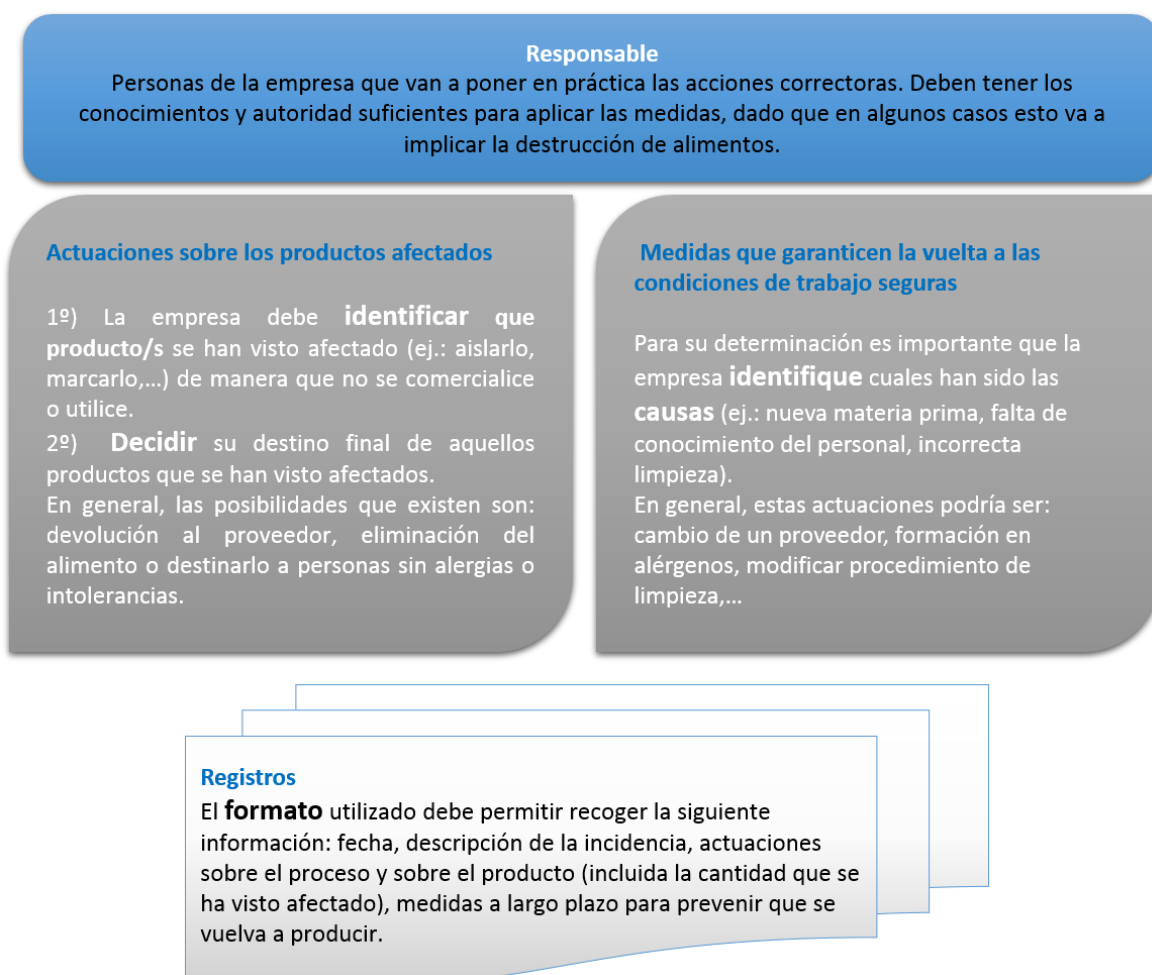 Responsable
Personas de la empresa que van a poner en práctica las acciones correctoras. Deben tener los
conocimientos y autoridad suficientes para aplicar las medidas, dado que en algunos casos esto va a
implicar la destrucción de alimentos.
Actuaciones sobre los productos afectados
1º) La empresa debe identificar que
producto/s se han visto afectado (ej.: aislarlo,
marcarlo,...) de manera que no se comercialice
o utilice.
2º) Decidir su destino final de aquellos
productos que se han visto afectados.
En general, las posibilidades que existen son:
devolución al proveedor, eliminación del
alimento o destinarlo a personas sin alergias o
intolerancias.
Medidas que garanticen la vuelta a las
condiciones de trabajo seguras
Para su determinación es importante que la
empresa identifique cuales han sido las
causas (ej.: nueva materia prima, falta de
conocimiento del personal, incorrecta
limpieza).
En general, estas actuaciones podría ser:
cambio de un proveedor, formación en
alérgenos, modificar procedimiento de
limpieza,...
Registros
El formato utilizado debe permitir recoger la siguiente
información: fecha, descripción de la incidencia, actuaciones
sobre el proceso y sobre el producto (incluida la cantidad que se
ha visto afectado), medidas a largo plazo para prevenir que se
vuelva a producir.